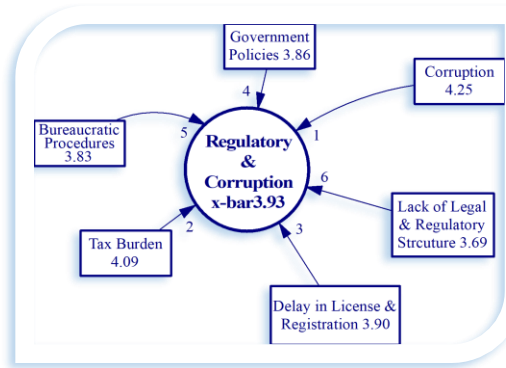 Government
Policies 3.86
Corruption
4.25
4
1
Bureaucratic
Procedures
3.83
5
Regulatory
&
Corruption
x-bar3.93
6
Lack of Legal
& Regulatory
Strcuture 3.69
2
3
Tax Burden
4.09
Delay in License &
Registration 3.90